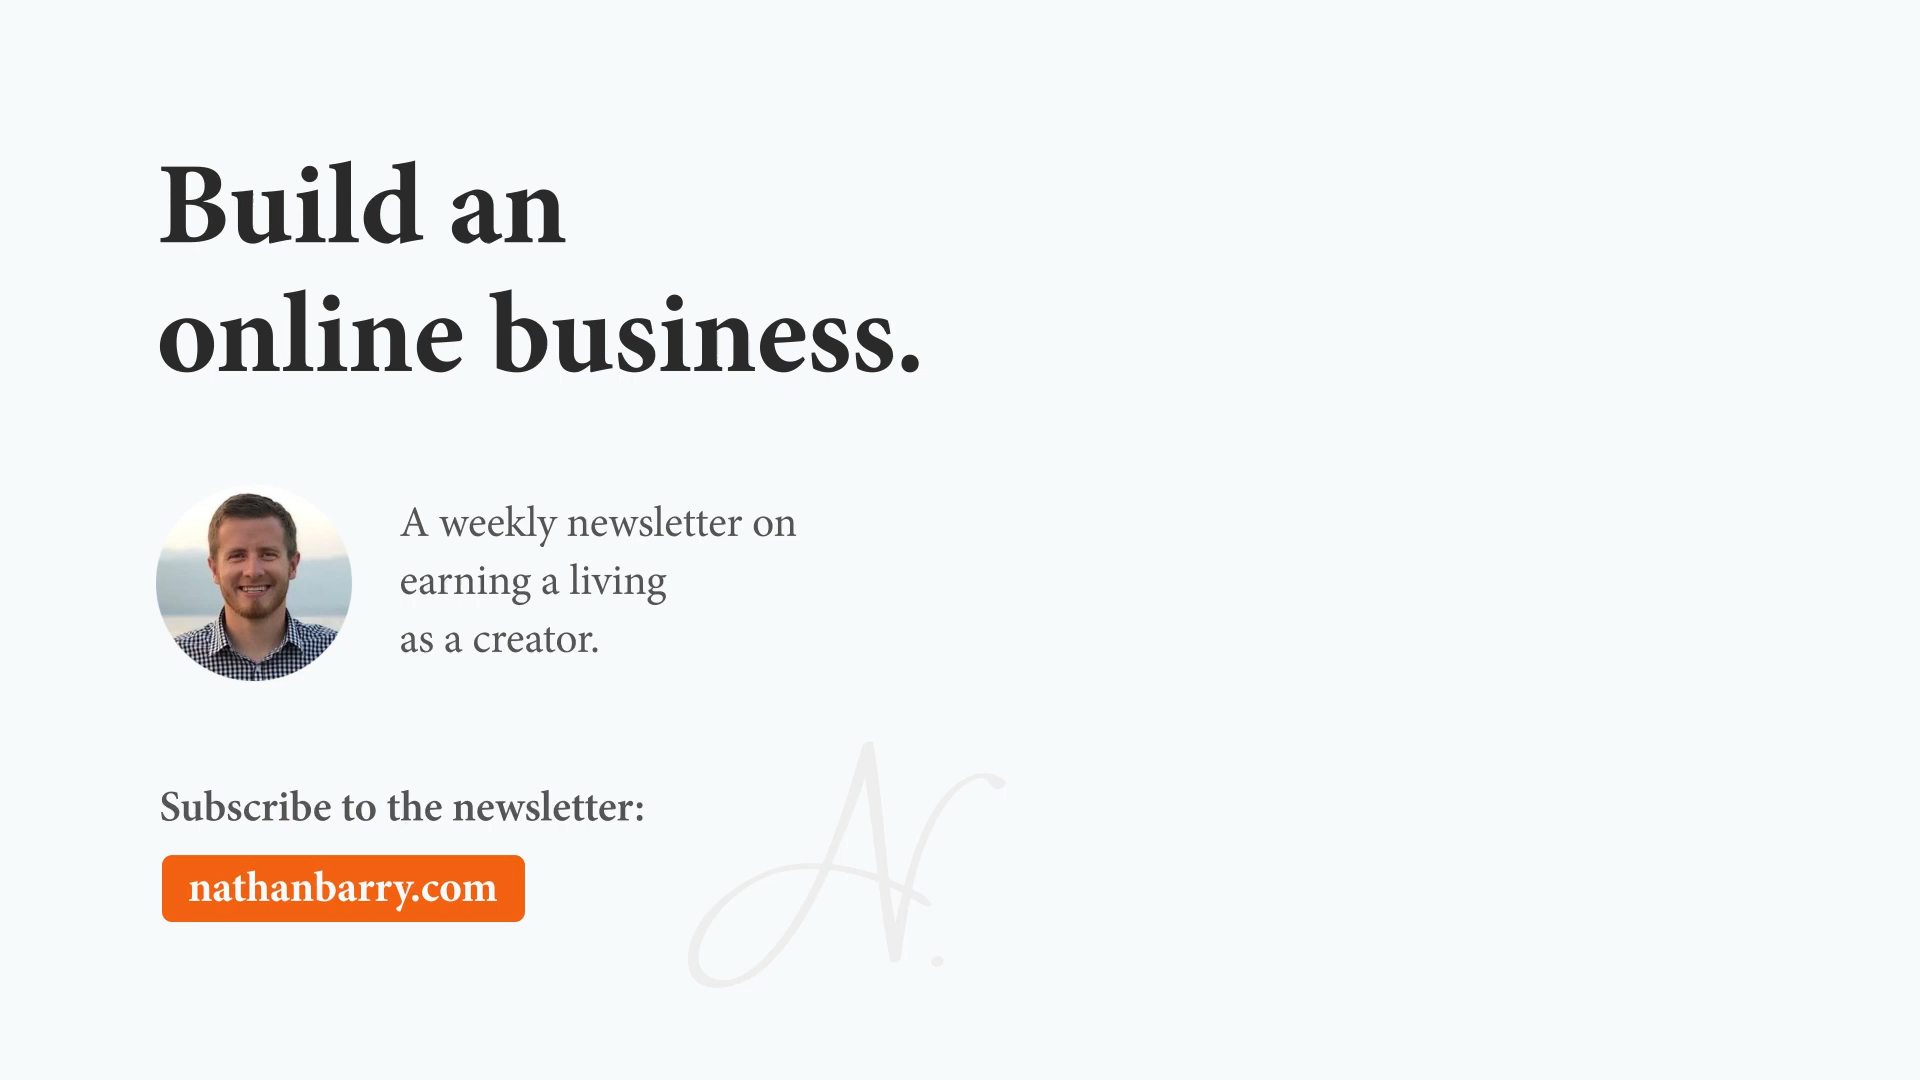 Build an
online business.
A weekly newsletter on
earning a living
as a creator.
Subscribe to the newsletter:
nathanbarry.com
N.